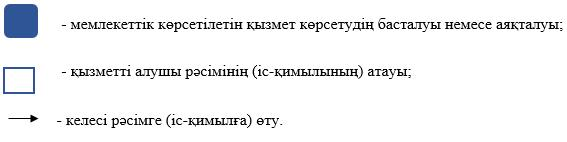 - мемлекеттік көрсетілетін қызмет көрсетудің басталуы немесе аяқталуы;
- қызметті алушы рәсімінің (іс-қимылының) атауы;
- келесі рәсімге (іс-қимылға) өту.